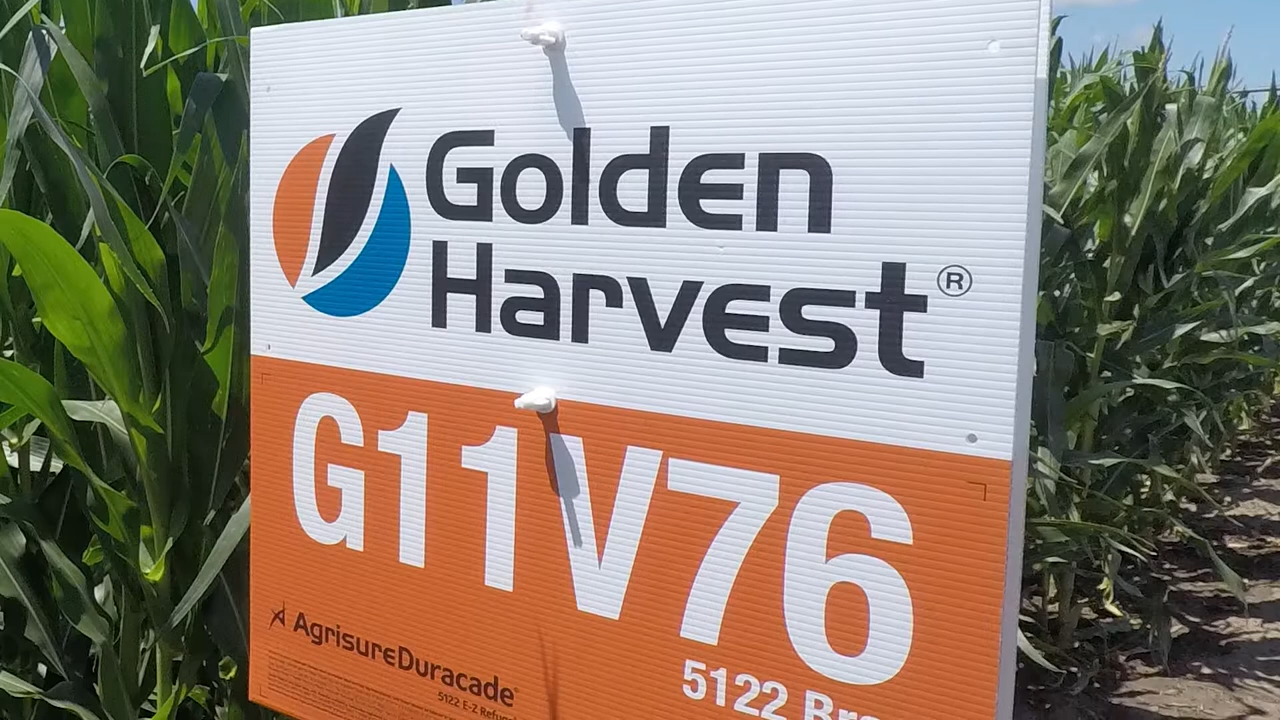 Golden
Harvest®
G11V76
AgrisureDuracade®
5122 E-Z Refuge
5122 Br